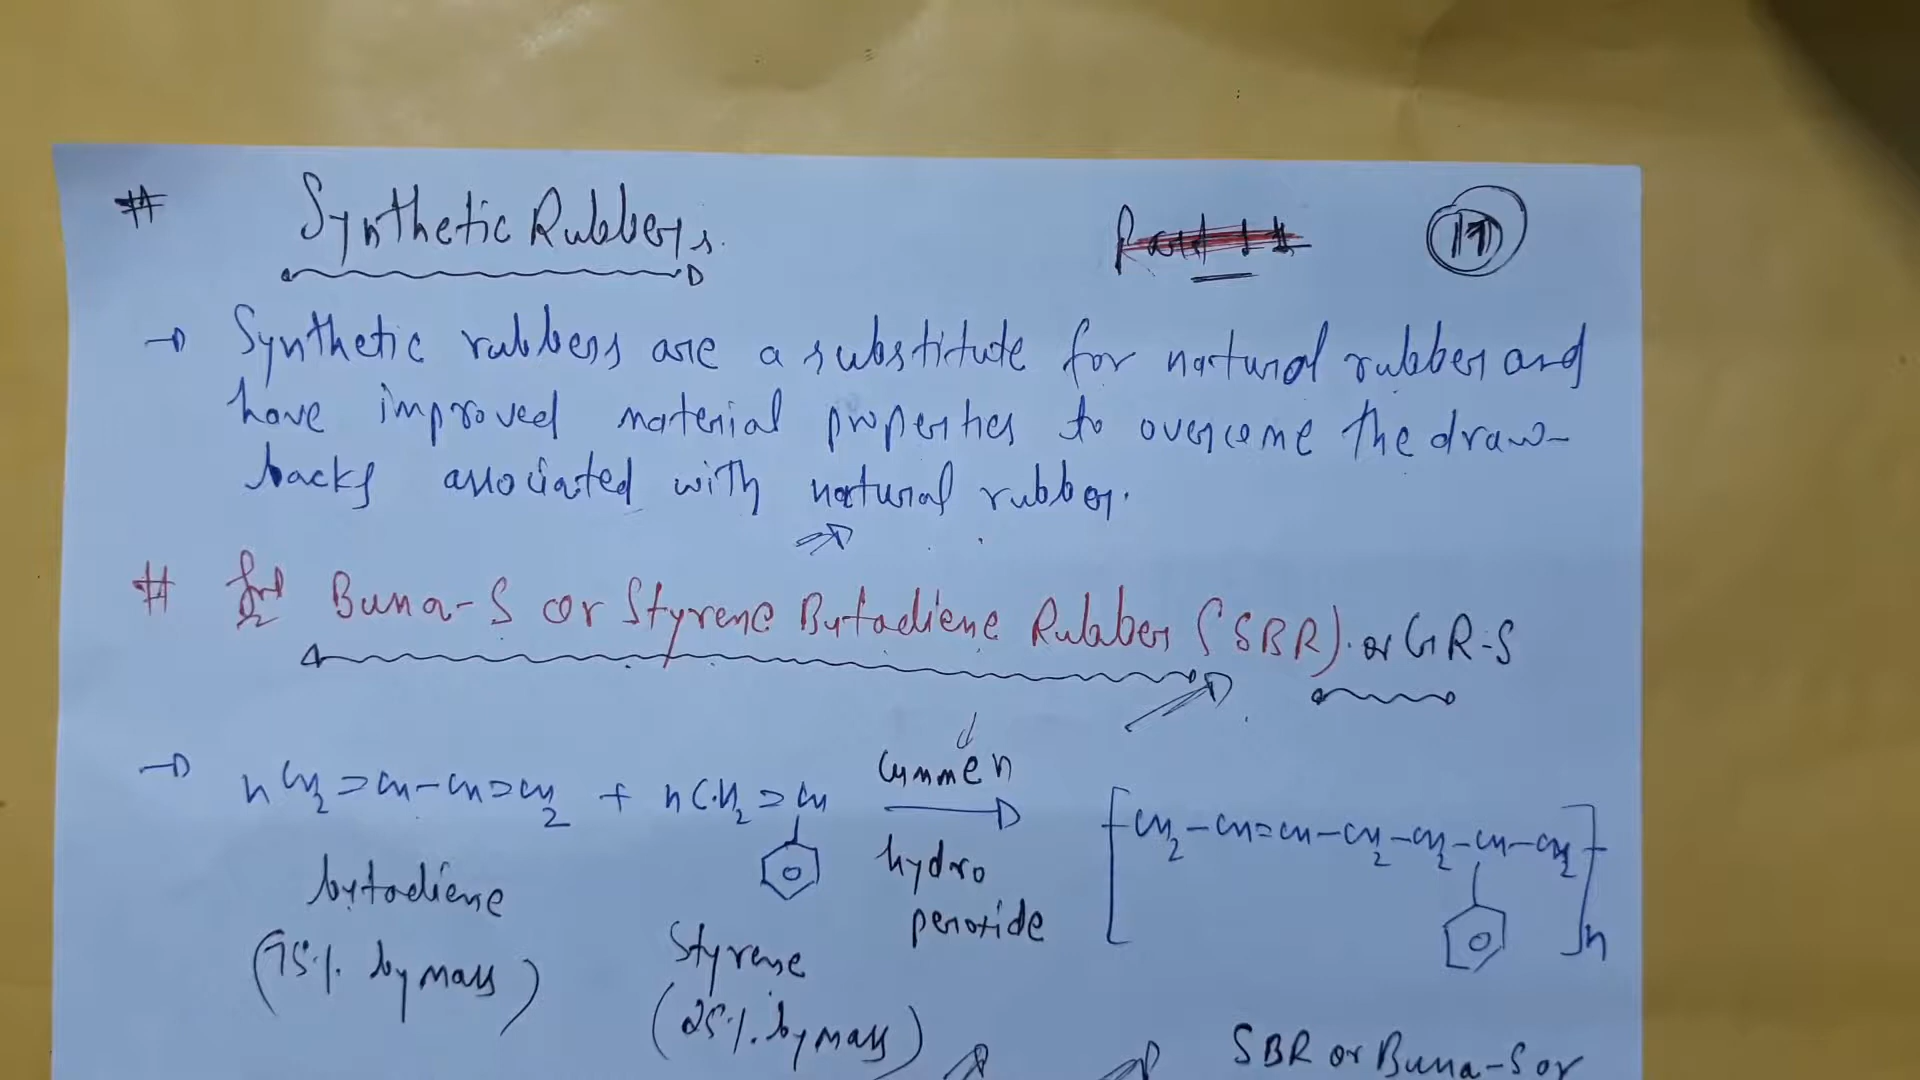 # Synthetic Rubbers. Part 11 11
→ Synthetic rubbers are a substitute for natural rubber and
have improved material properties to overcome the draw-
backs associated with natural rubber.
# Buna-S or Styrene Butadiene Rubber (SBR). or GR-S
→ nCH2=CH-CH=CH2 + nCH2=CH Cummen hydro peroxide [CH2-CH=CH-CH2-CH2-CH-CH2]n
butadiene
(75% by mass)
Styrene
(25% by mass)
SBR or Buna-S or